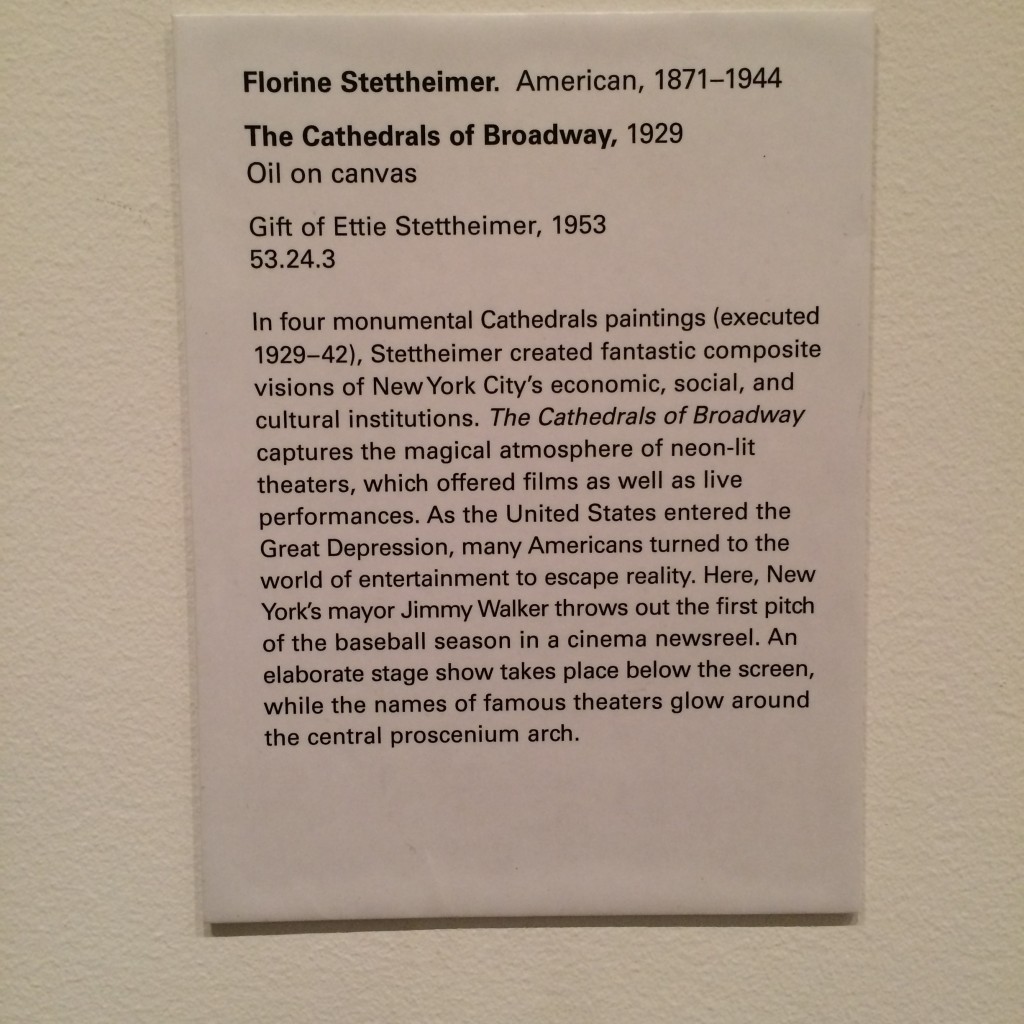 Florine Stettheimer. American, 1871–1944
The Cathedrals of Broadway, 1929
Oil on canvas
Gift of Ettie Stettheimer, 1953
53.24.3
In four monumental Cathedrals paintings (executed
1929–42), Stettheimer created fantastic composite
visions of New York City’s economic, social, and
cultural institutions. The Cathedrals of Broadway
captures the magical atmosphere of neon-lit
theaters, which offered films as well as live
performances. As the United States entered the
Great Depression, many Americans turned to the
world of entertainment to escape reality. Here, New
York’s mayor Jimmy Walker throws out the first pitch
of the baseball season in a cinema newsreel. An
elaborate stage show takes place below the screen,
while the names of famous theaters glow around
the central proscenium arch.